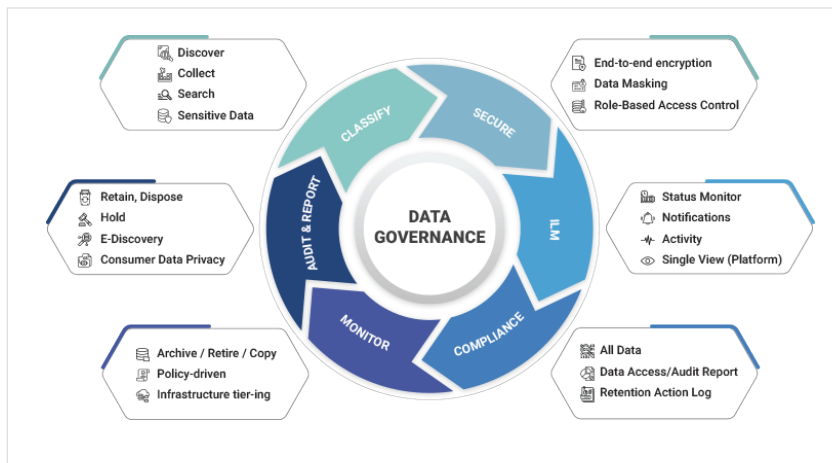 Discover
Collect
Search
Sensitive Data
End-to-end encryption
Data Masking
Role-Based Access Control
CLASSIFY
SECURE
Retain, Dispose
Hold
E-Discovery
Consumer Data Privacy
AUDIT & REPORT
DATA
GOVERNANCE
ILM
Status Monitor
Notifications
Activity
Single View (Platform)
MONITOR
COMPLIANCE
Archive / Retire / Copy
Policy-driven
Infrastructure tier-ing
All Data
Data Access/Audit Report
Retention Action Log